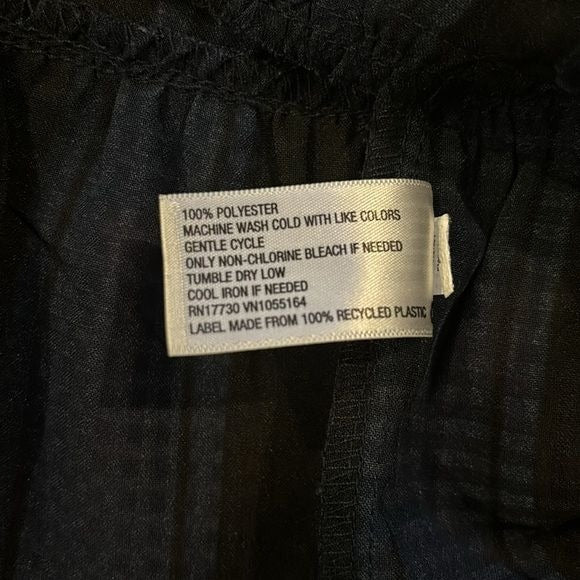 100% POLYESTER
MACHINE WASH COLD WITH LIKE COLORS
GENTLE CYCLE
ONLY NON-CHLORINE BLEACH IF NEEDED
TUMBLE DRY LOW
COOL IRON IF NEEDED
RN17730 VN1055164
LABEL MADE FROM 100% RECYCLED PLASTIC